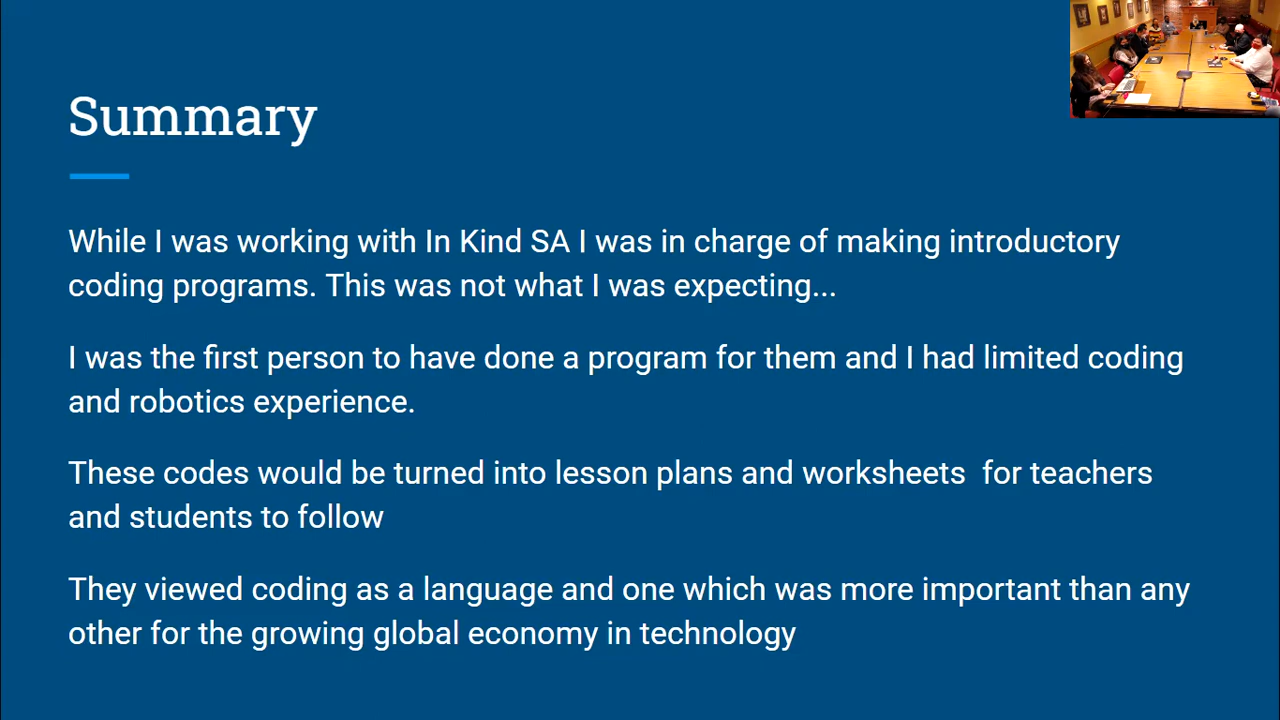 Summary
While I was working with In Kind SA I was in charge of making introductory
coding programs. This was not what I was expecting...
I was the first person to have done a program for them and I had limited coding
and robotics experience.
These codes would be turned into lesson plans and worksheets  for teachers
and students to follow
They viewed coding as a language and one which was more important than any
other for the growing global economy in technology